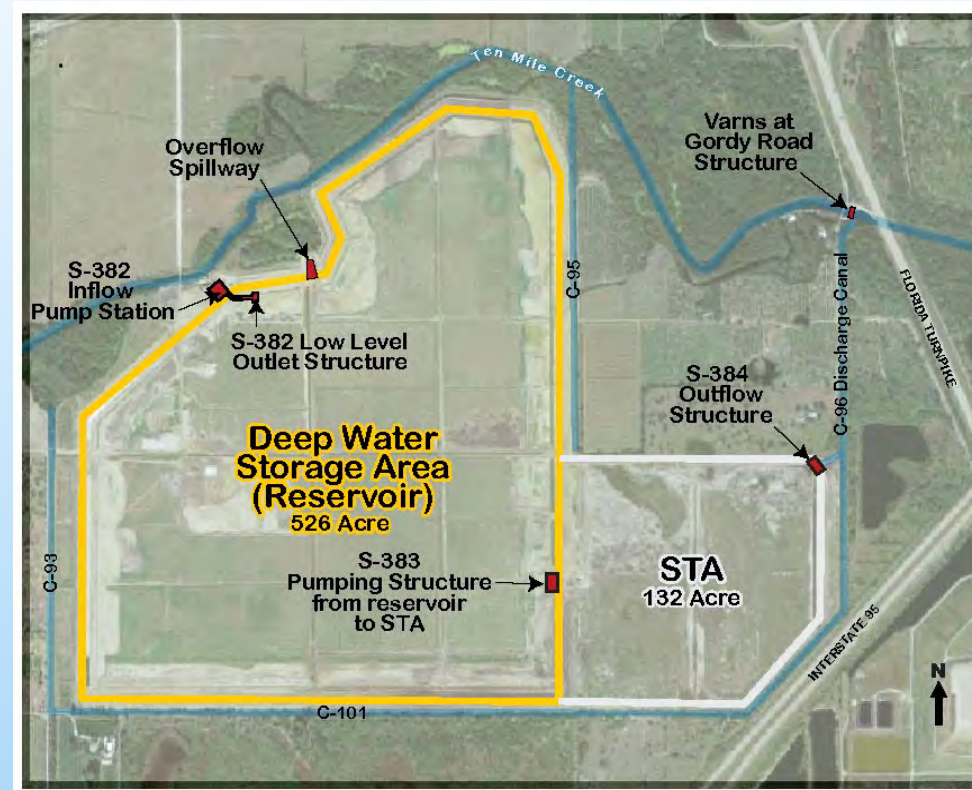 Ten Mile Creek
Overflow
Spillway
Varns at
Gordy Road
Structure
S-382
Inflow
Pump Station
S-382 Low Level
Outlet Structure
C-95
C-96 Discharge Canal
FLORIDA TURNPIKE
S-384
Outflow
Structure
Deep Water
Storage Area
(Reservoir)
526 Acre
C-93
S-383
Pumping Structure
from reservoir
to STA
STA
132 Acre
INTERSTATE 95
C-101
N